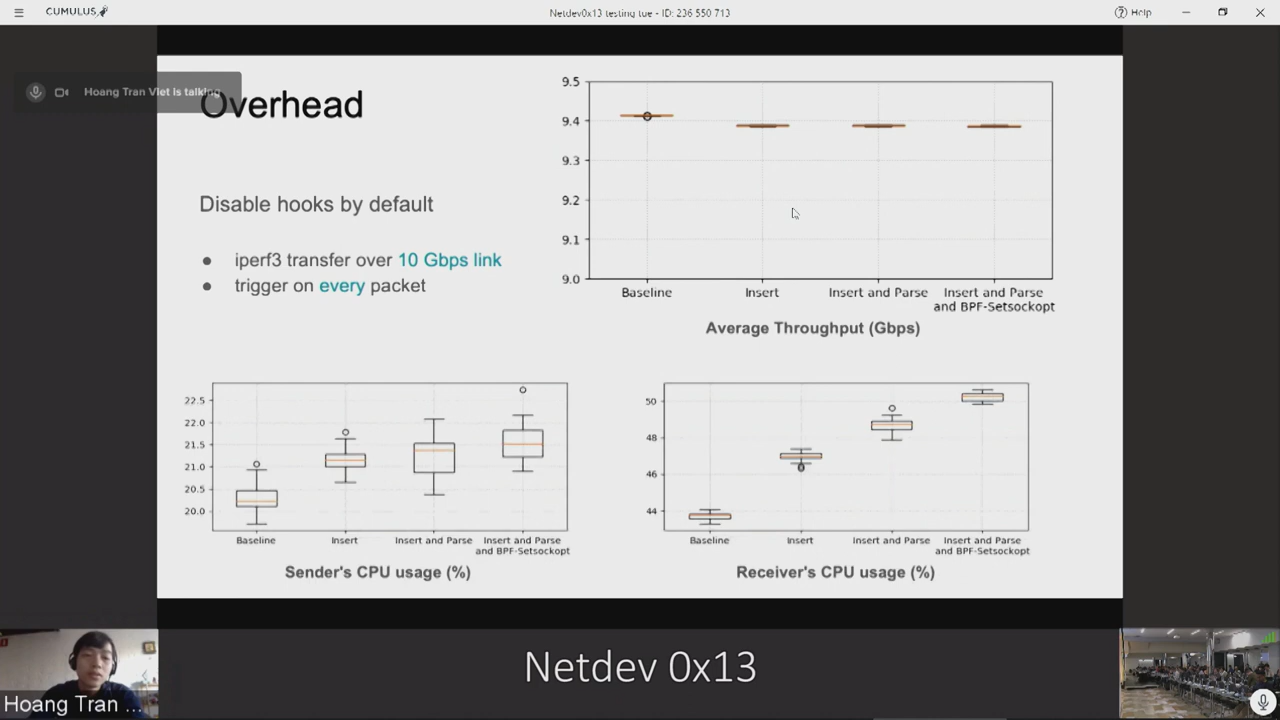 CUMULUS
Netdev0x13 testing tue - ID: 236 550 713
Help
Hoang Tran Viet is talking
Overhead
Disable hooks by default
iperf3 transfer over 10 Gbps link
trigger on every packet
9.5
9.4
9.3
9.2
9.1
9.0
Baseline
Insert
Insert and Parse
Insert and Parse
and BPF-Setsockopt
Average Throughput (Gbps)
22.5
22.0
21.5
21.0
20.5
20.0
Baseline
Insert
Insert and Parse
Insert and Parse
and BPF-Setsockopt
Sender's CPU usage (%)
50
48
46
44
Baseline
Insert
Insert and Parse
Insert and Parse
and BPF-Setsockopt
Receiver's CPU usage (%)
Hoang Tran ...
Netdev 0x13